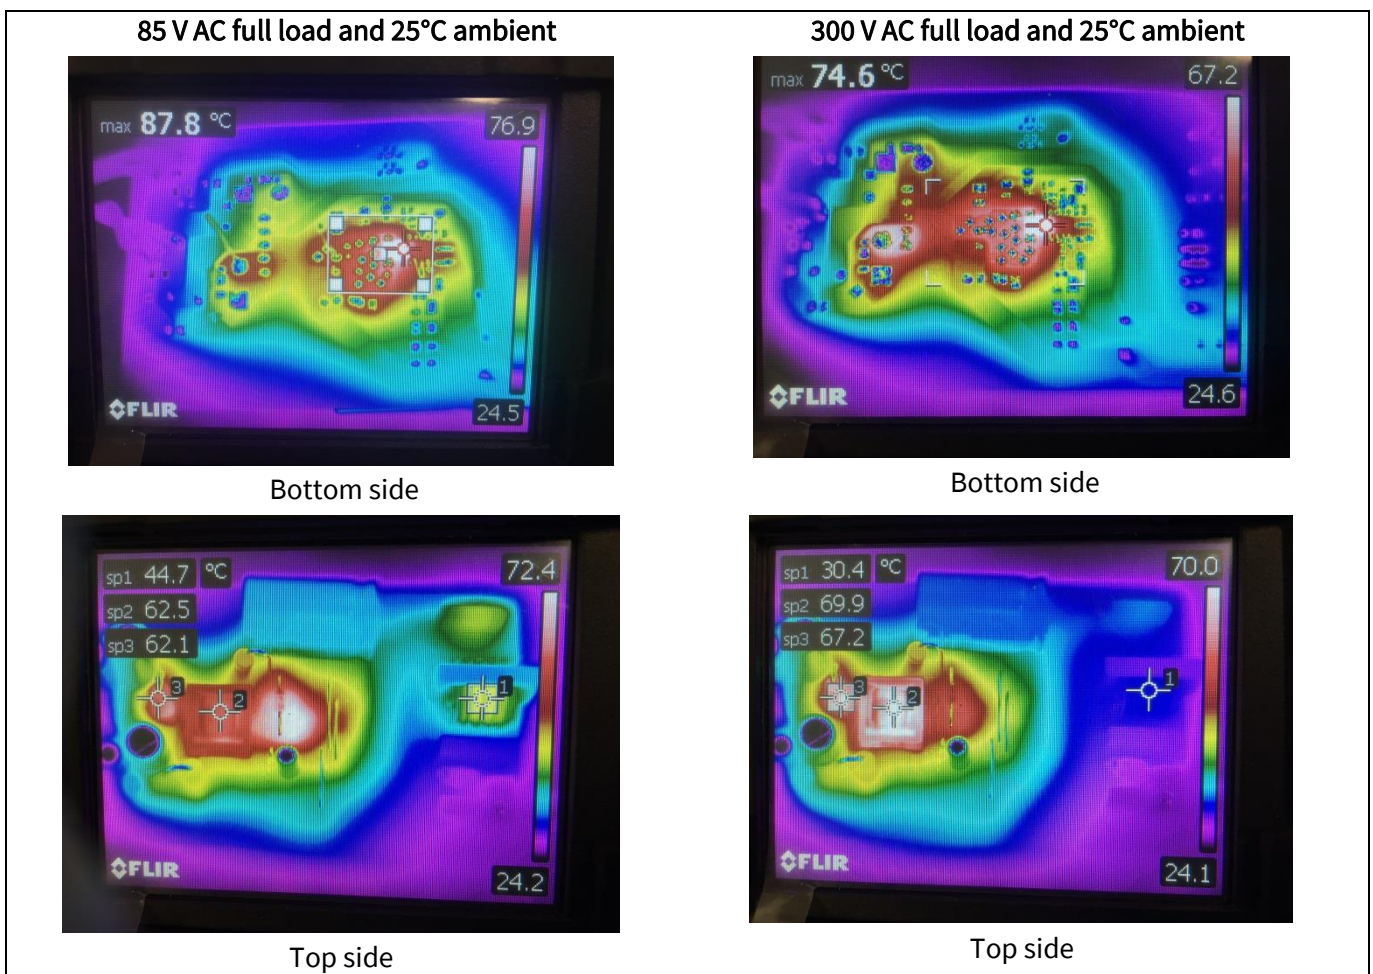 85 V AC full load and 25°C ambient
300 V AC full load and 25°C ambient
max 87.8 °C
76.9
24.5
FLIR
Bottom side
max 74.6 °C
67.2
24.6
FLIR
Bottom side
sp1 44.7 °C
sp2 62.5
sp3 62.1
72.4
3
2
1
24.2
FLIR
Top side
sp1 30.4 °C
sp2 69.9
sp3 67.2
70.0
3
2
1
24.1
FLIR
Top side